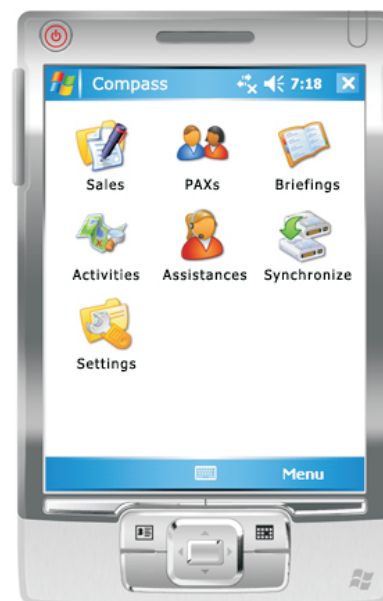 Compass 7:18
Sales PAXs Briefings
Activities Assistances Synchronize
Settings
Menu